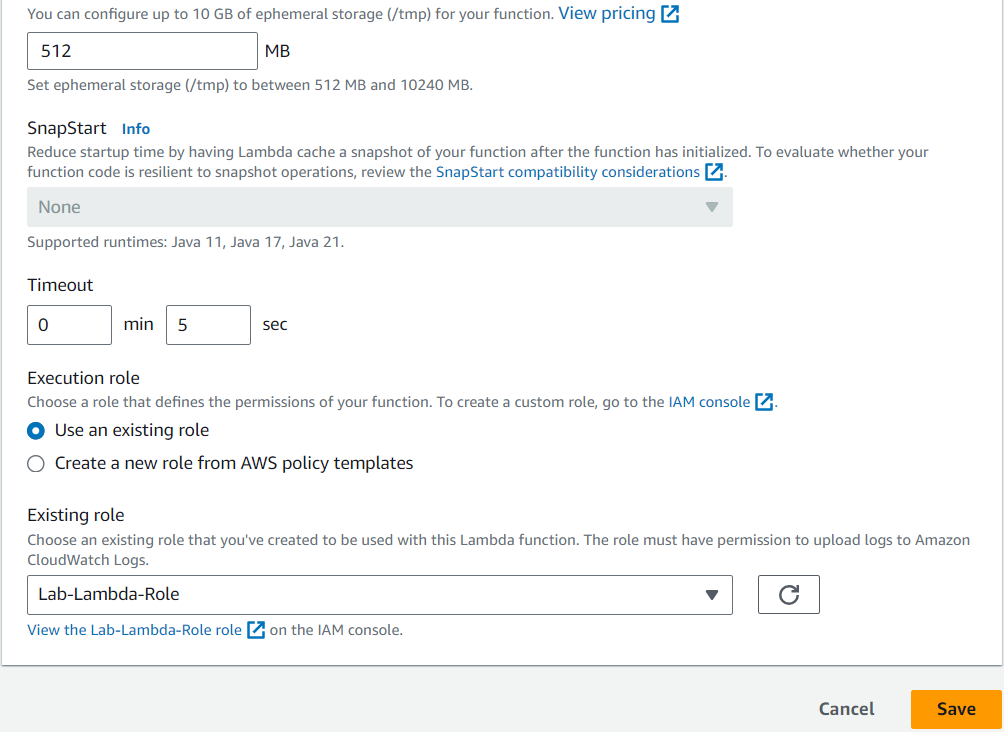 You can configure up to 10 GB of ephemeral storage (/tmp) for your function. View pricing
512 MB
Set ephemeral storage (/tmp) to between 512 MB and 10240 MB.
SnapStart Info
Reduce startup time by having Lambda cache a snapshot of your function after the function has initialized. To evaluate whether your
function code is resilient to snapshot operations, review the SnapStart compatibility considerations.
None
Supported runtimes: Java 11, Java 17, Java 21.
Timeout
0 min 5 sec
Execution role
Choose a role that defines the permissions of your function. To create a custom role, go to the IAM console.
Use an existing role
Create a new role from AWS policy templates
Existing role
Choose an existing role that you've created to be used with this Lambda function. The role must have permission to upload logs to Amazon
CloudWatch Logs.
Lab-Lambda-Role
View the Lab-Lambda-Role role on the IAM console.
Cancel Save